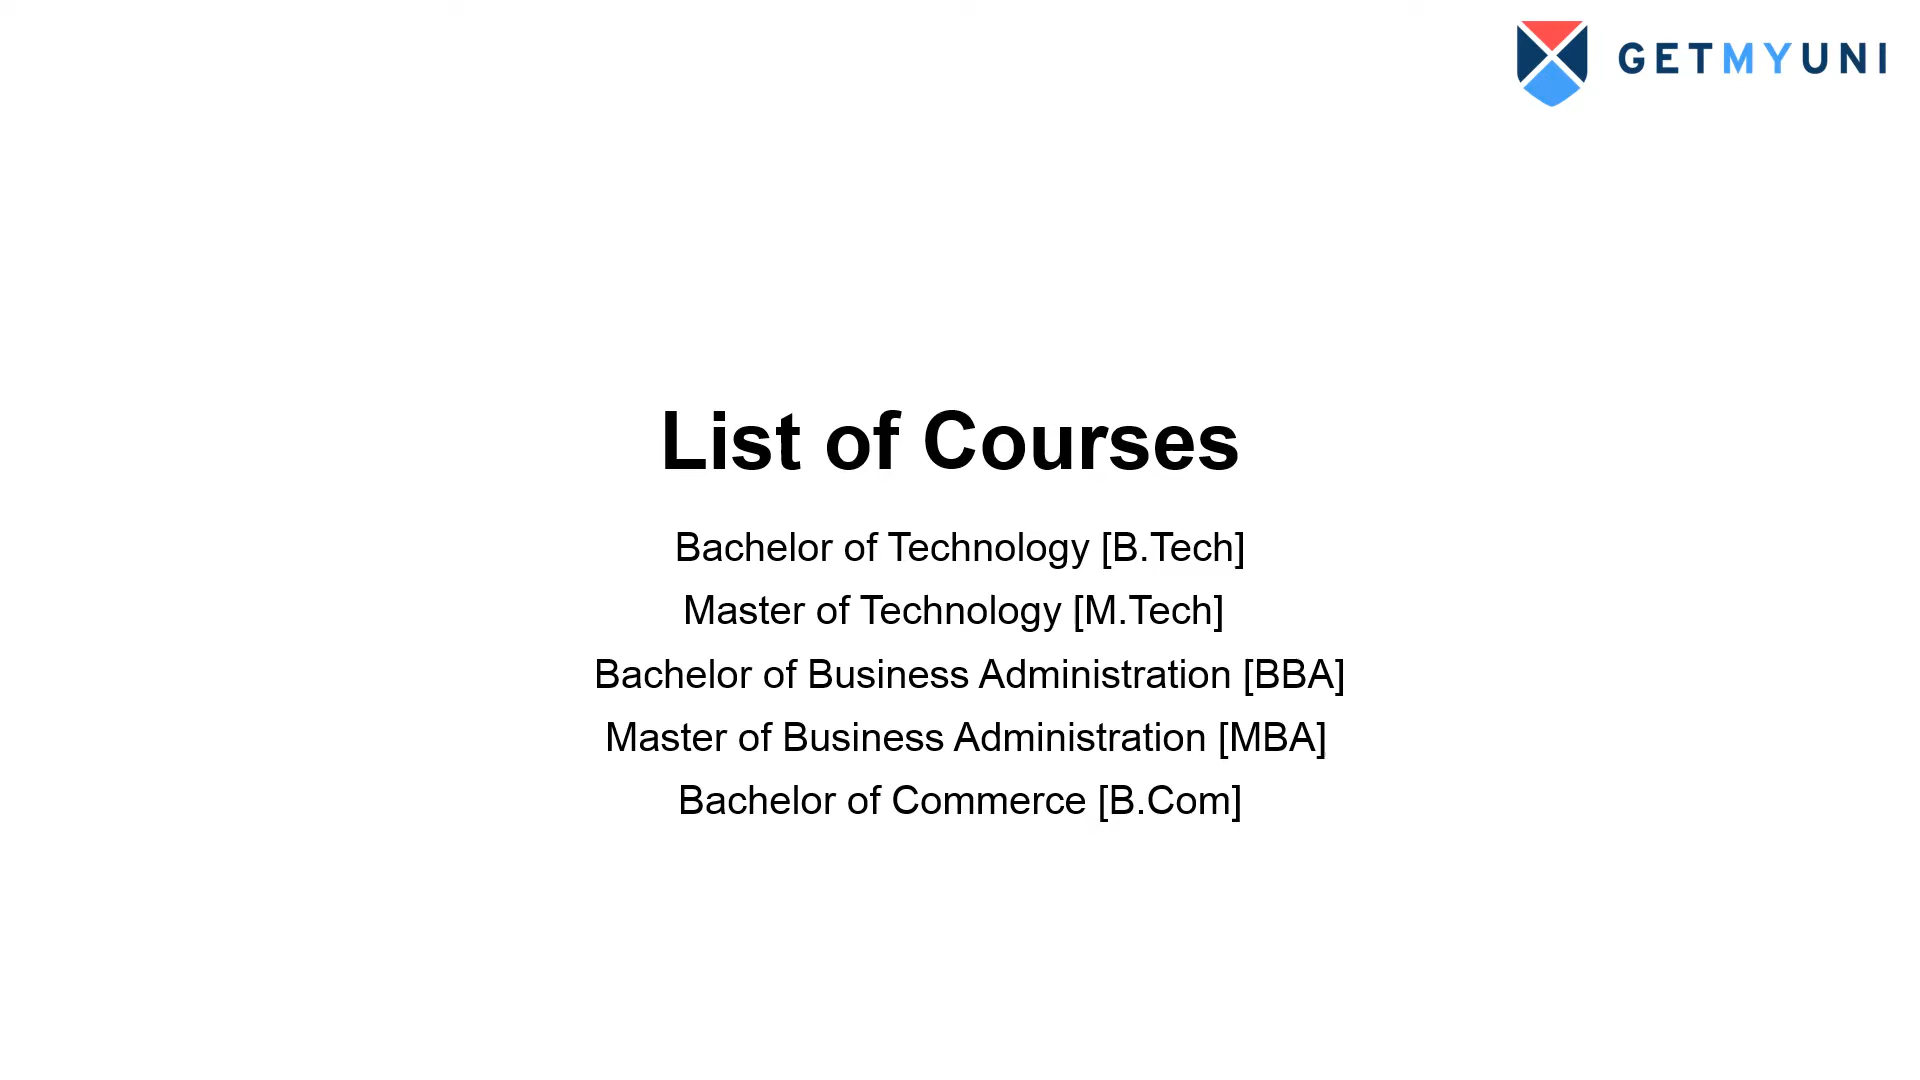 GETMYUNI
List of Courses
Bachelor of Technology [B.Tech]
Master of Technology [M.Tech]
Bachelor of Business Administration [BBA]
Master of Business Administration [MBA]
Bachelor of Commerce [B.Com]